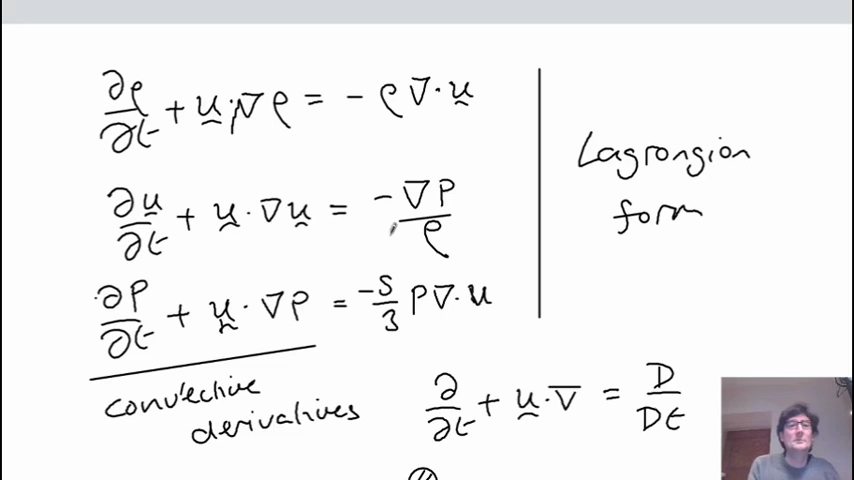 ∂ρ/∂t + u·∇ρ = - ρ∇·u
∂u/∂t + u·∇u = -∇P/ρ
∂P/∂t + u·∇P = -5/3 P∇·u
Lagrangian
form
convective
derivatives
∂/∂t + u·∇ = D/Dt